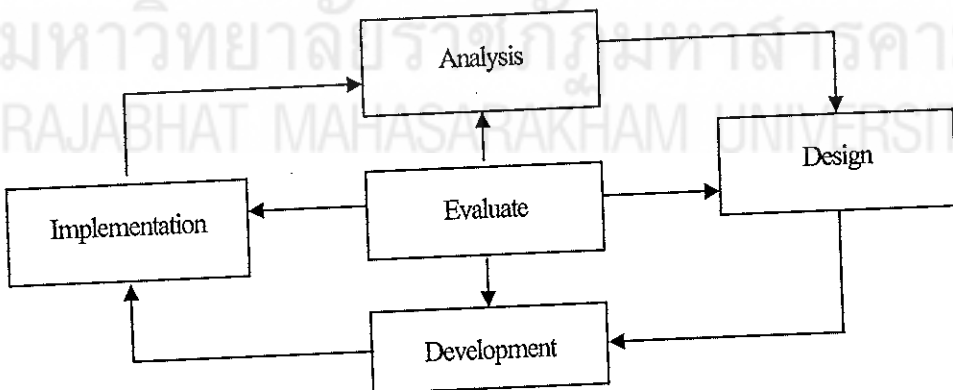 RAJABHAT MAHASARAKHAM
Analysis
Design
Implementation
Evaluate
Development